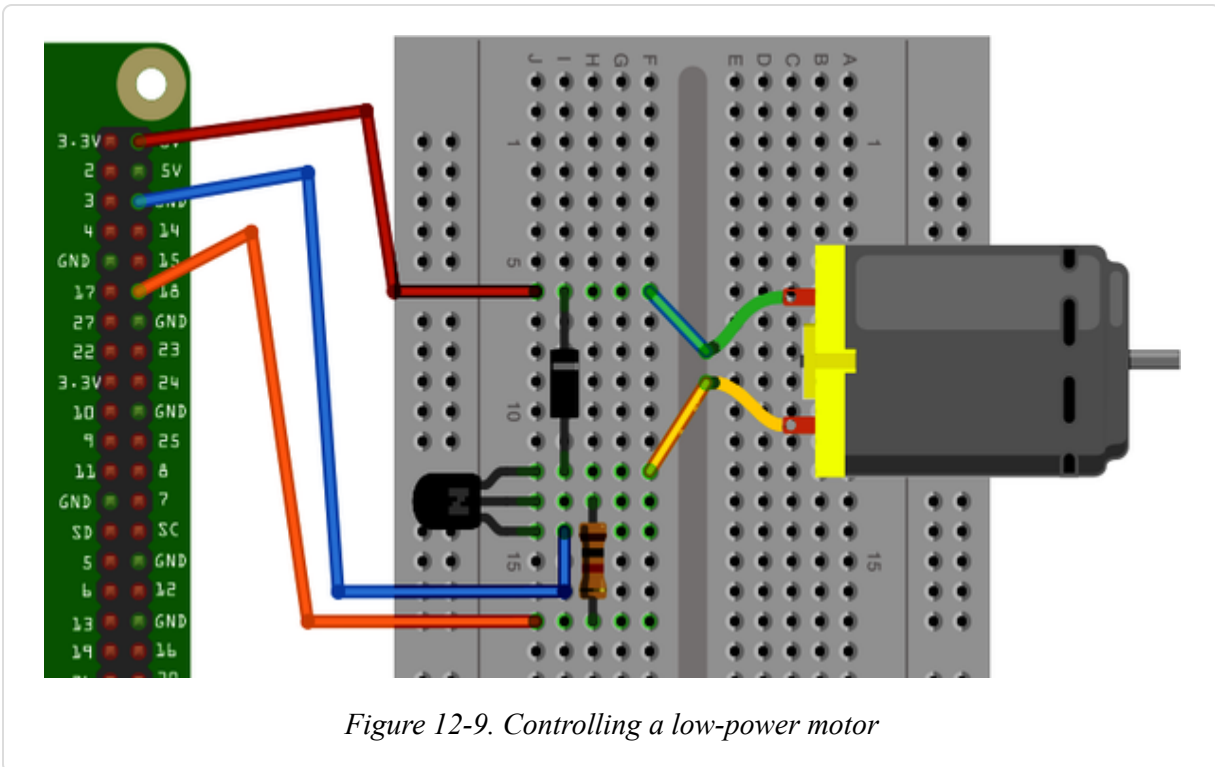 J I H G F E D C B A
3.3V 5V
1 1
2 5V
3 GND
4 14
GND 15
5
17 18
27 GND
22 23
3.3V 24
10 GND
10
9 25
11 8
GND 7
N
SD SC
5 GND
15 15
6 12
13 GND
19 16
Figure 12-9. Controlling a low-power motor